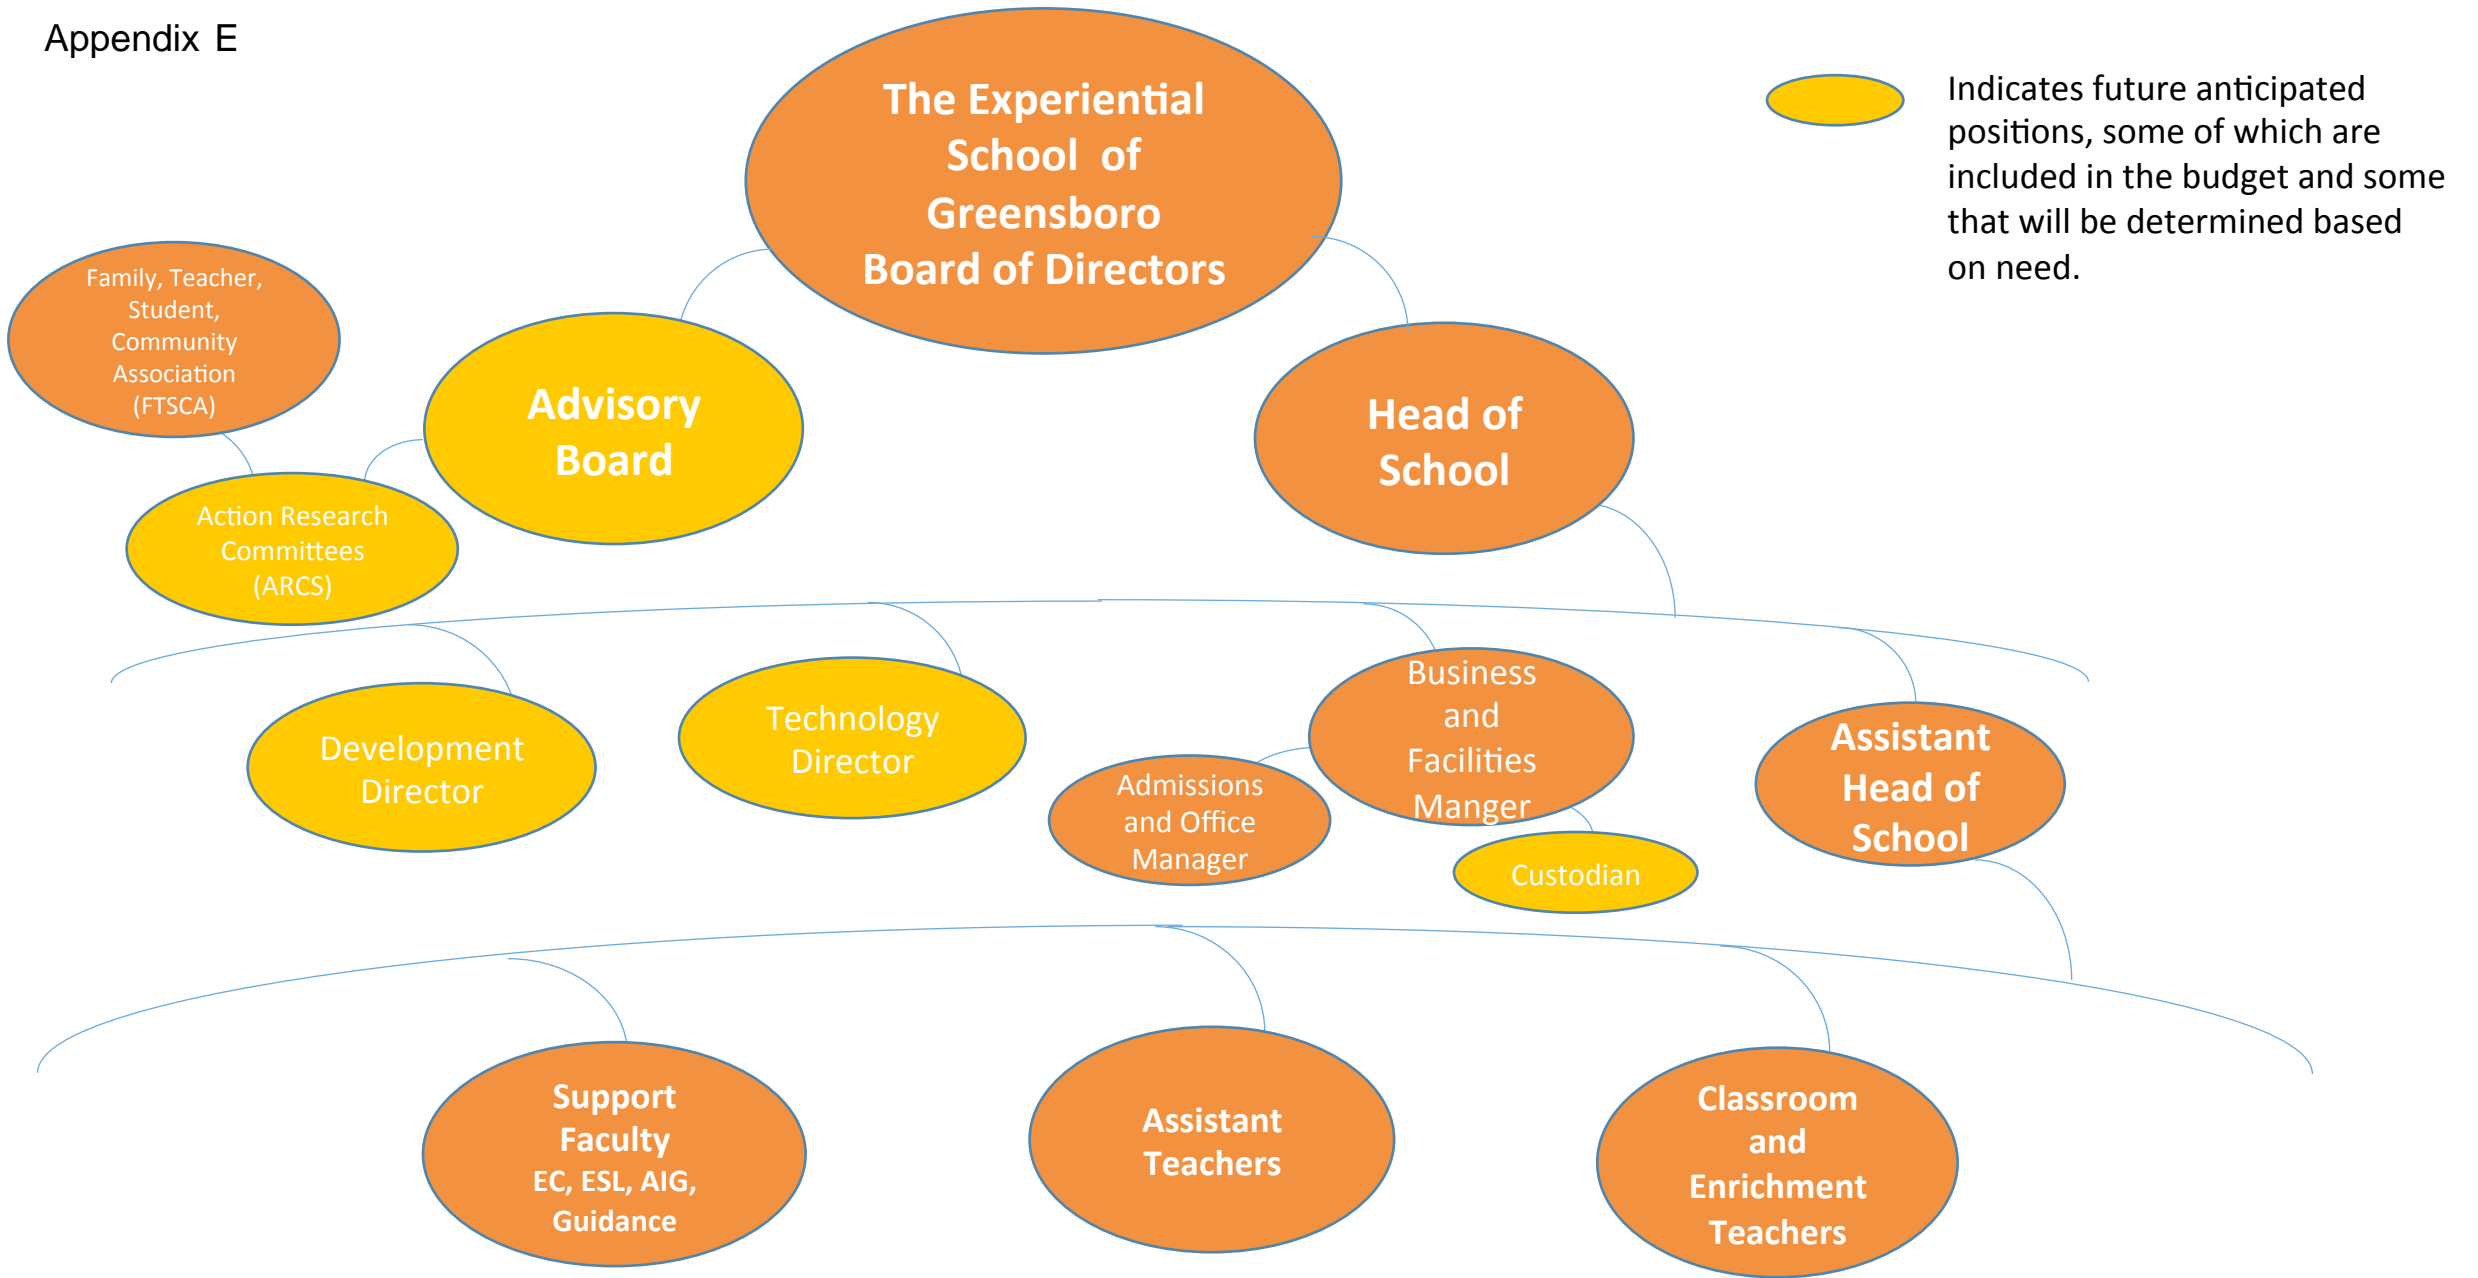 Appendix E
The Experiential
School of
Greensboro
Board of Directors
Indicates future anticipated
positions, some of which are
included in the budget and some
that will be determined based
on need.
Family, Teacher,
Student,
Community
Association
(FTSCA)
Advisory
Board
Head of
School
Action Research
Committees
(ARCS)
Development
Director
Technology
Director
Business
and
Facilities
Manger
Admissions
and Office
Manager
Custodian
Assistant
Head of
School
Support
Faculty
EC, ESL, AIG,
Guidance
Assistant
Teachers
Classroom
and
Enrichment
Teachers